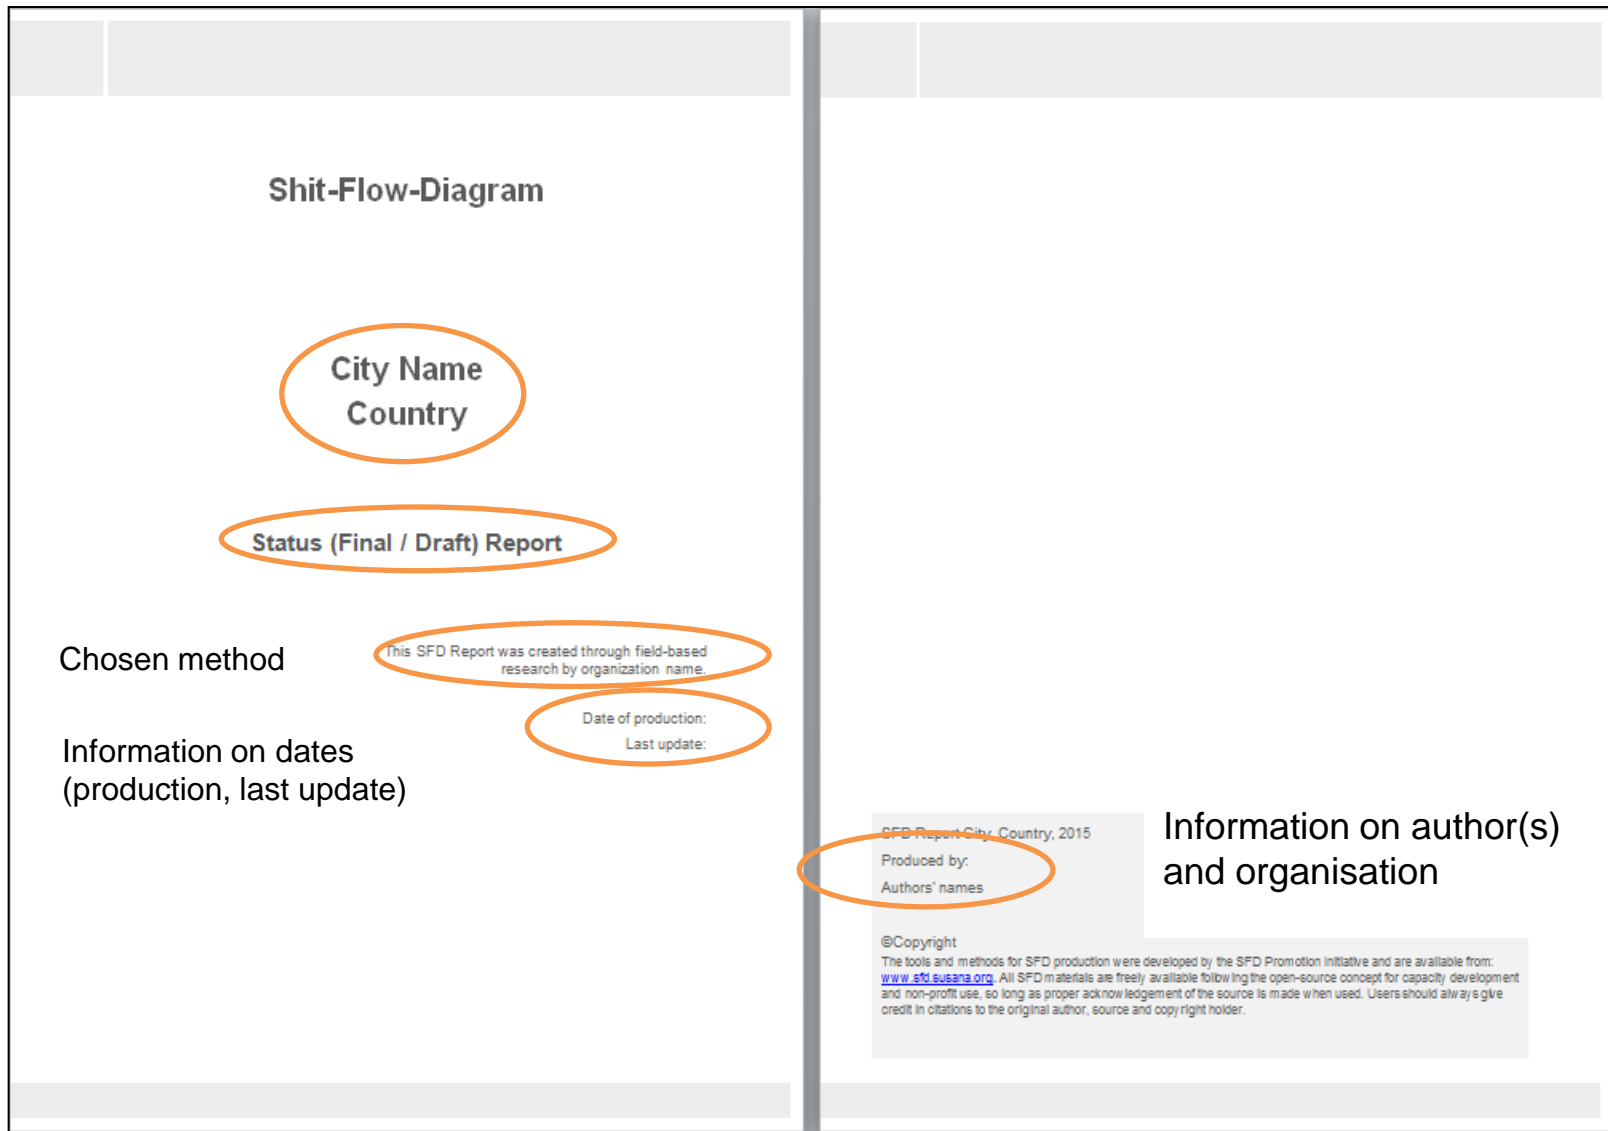 Shit-Flow-Diagram
City Name
Country
Status (Final / Draft) Report
Chosen method
This SFD Report was created through field-based
research by organization name.
Date of production:
Last update:
Information on dates
(production, last update)
SFD Report City, Country, 2015
Produced by:
Authors' names
Information on author(s)
and organisation
©Copyright
The tools and methods for SFD production were developed by the SFD Promotion Initiative and are available from:
www.sfd.susana.org. All SFD materials are freely available following the open-source concept for capacity development
and non-profit use, so long as proper acknowledgement of the source is made when used. Users should always give
credit in citations to the original author, source and copyright holder.